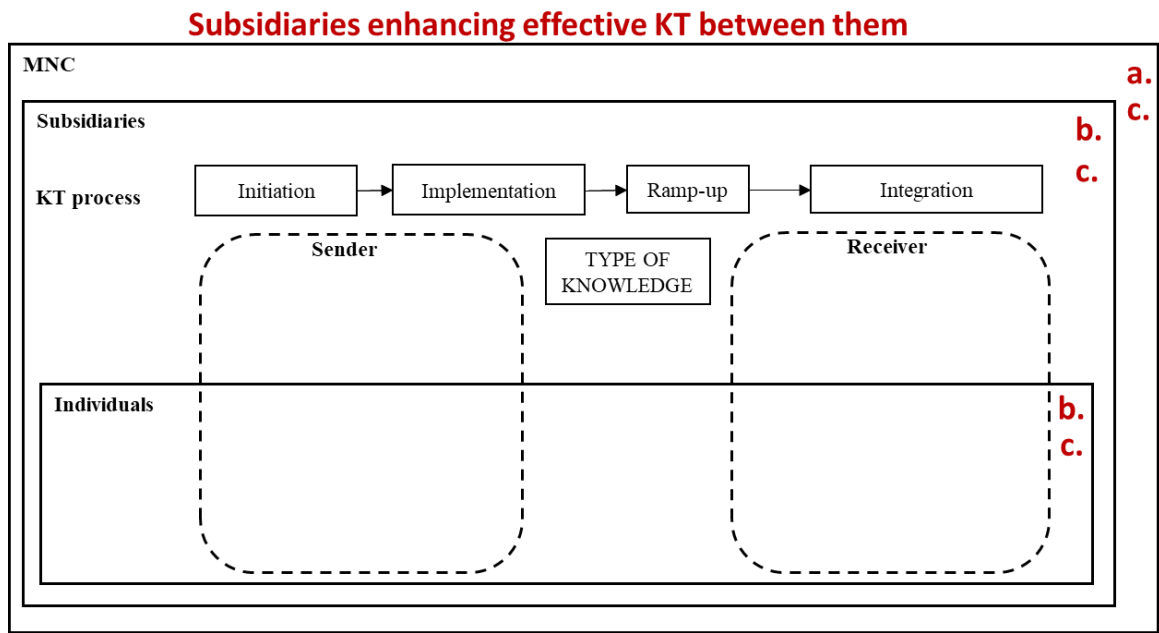 Subsidiaries enhancing effective KT between them
MNC
a.
c.
Subsidiaries
b.
c.
KT process
Initiation
Implementation
Ramp-up
Integration
Sender
TYPE OF
KNOWLEDGE
Receiver
Individuals
b.
c.